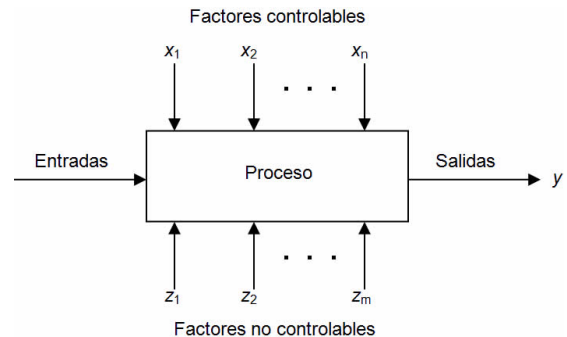 Factores controlables
x1 x2 . . . xn
Entradas
Proceso
Salidas
y
z1 z2 . . . zm
Factores no controlables